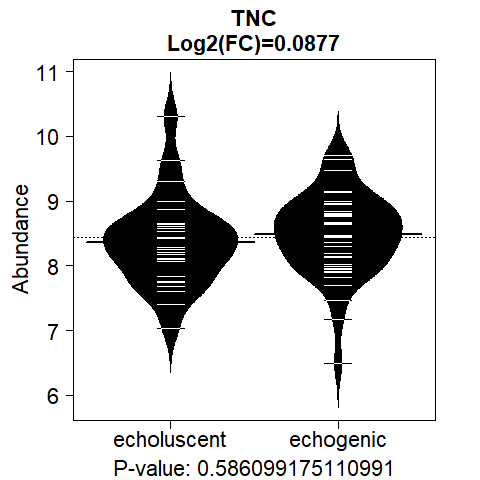 TNC
Log2(FC)=0.0877
11
10
9
8
7
6
Abundance
echoluscent echogenic
P-value: 0.586099175110991